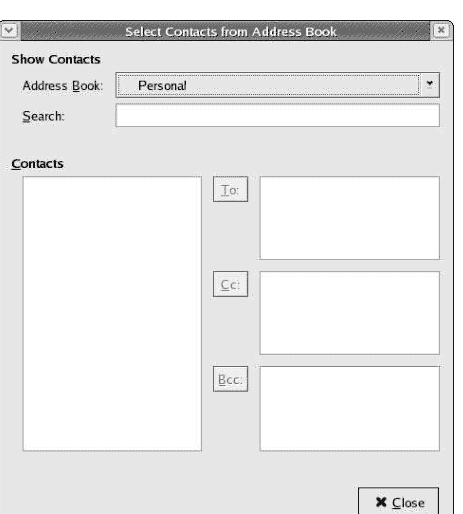 Select Contacts from Address Book
Show Contacts
Address Book: Personal
Search:
Contacts
To:
Cc:
Bcc:
Close